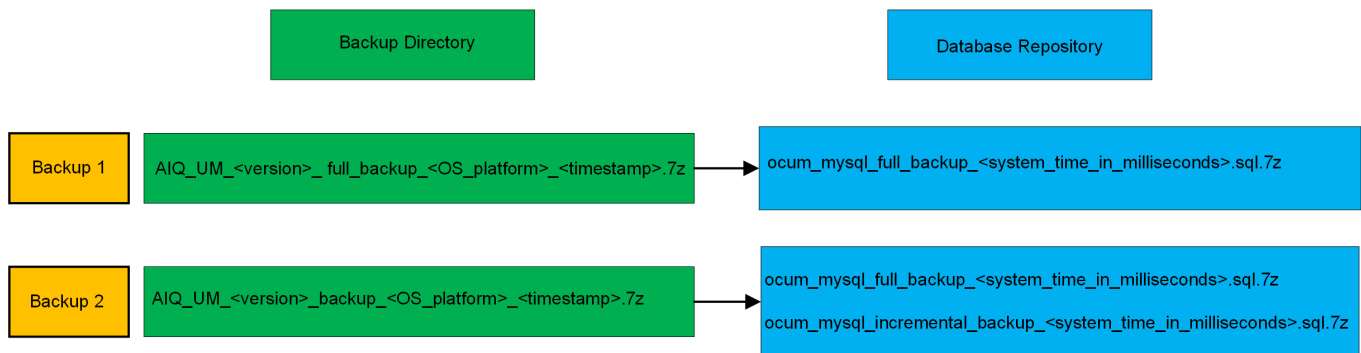 Backup Directory
Database Repository
Backup 1
AIQ_UM_<version>_ full_backup_<OS_platform>_<timestamp>.7z
ocum_mysql_full_backup_<system_time_in_milliseconds>.sql.7z
Backup 2
AIQ_UM_<version>_backup_<OS_platform>_<timestamp>.7z
ocum_mysql_full_backup_<system_time_in_milliseconds>.sql.7z
ocum_mysql_incremental_backup_<system_time_in_milliseconds>.sql.7z